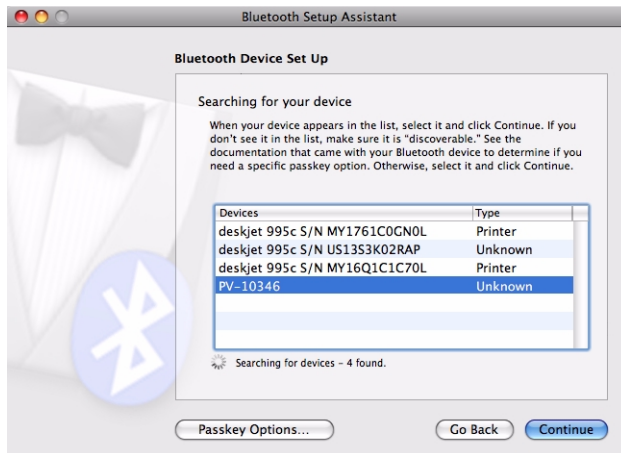 Bluetooth Setup Assistant
Bluetooth Device Set Up
Searching for your device
When your device appears in the list, select it and click Continue. If you
don't see it in the list, make sure it is "discoverable." See the
documentation that came with your Bluetooth device to determine if you
need a specific passkey option. Otherwise, select it and click Continue.
Devices Type
deskjet 995c S/N MY1761C0GN0L Printer
deskjet 995c S/N US13S3K02RAP Unknown
deskjet 995c S/N MY16Q1C1C70L Printer
PV-10346 Unknown
Searching for devices – 4 found.
Passkey Options... Go Back Continue